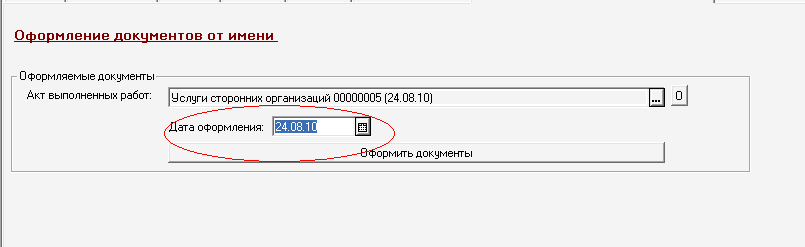 Оформление документов от имени
Оформляемые документы
Акт выполненных работ: Услуги сторонних организаций 00000005 (24.08.10) ... О
Дата оформления: 24.08.10
Оформить документы